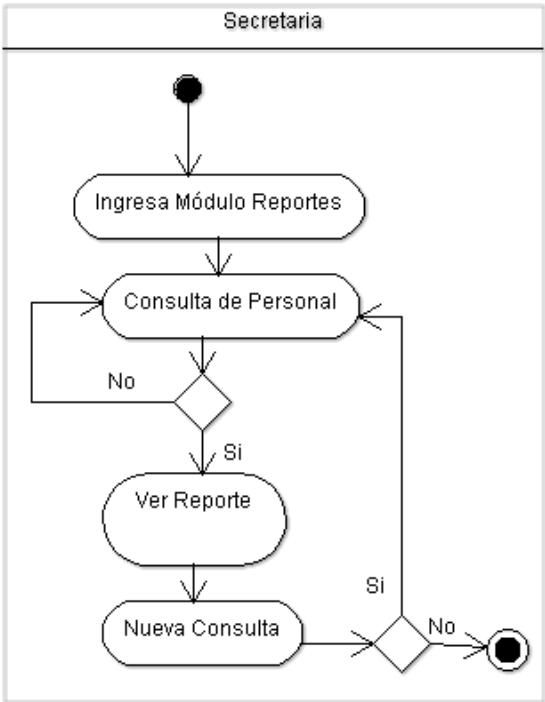 Secretaria
Ingresa Módulo Reportes
Consulta de Personal
No
Si
Ver Reporte
Si
Nueva Consulta
No